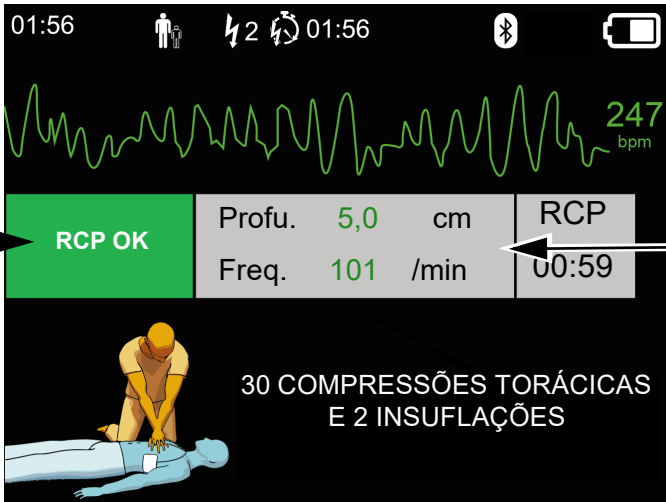 01:56 2 01:56
247
bpm
RCP OK
Profu. 5,0 cm
Freq. 101 /min
RCP
00:59
30 COMPRESSÕES TORÁCICAS
E 2 INSUFLAÇÕES